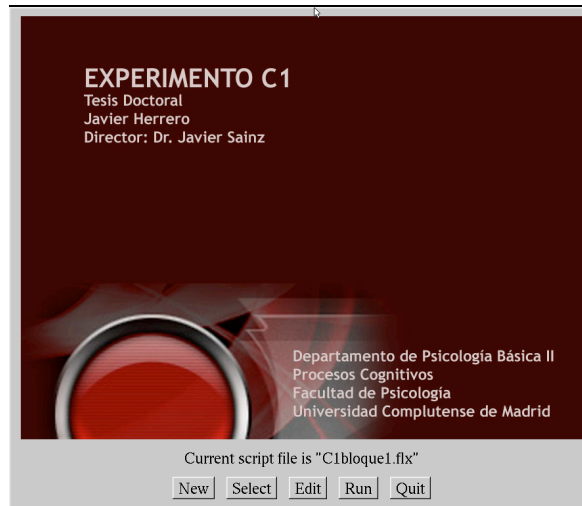 EXPERIMENTO C1
Tesis Doctoral
Javier Herrero
Director: Dr. Javier Sainz
Departamento de Psicología Básica II
Procesos Cognitivos
Facultad de Psicología
Universidad Complutense de Madrid
Current script file is "C1bloque1.flx"
New Select Edit Run Quit